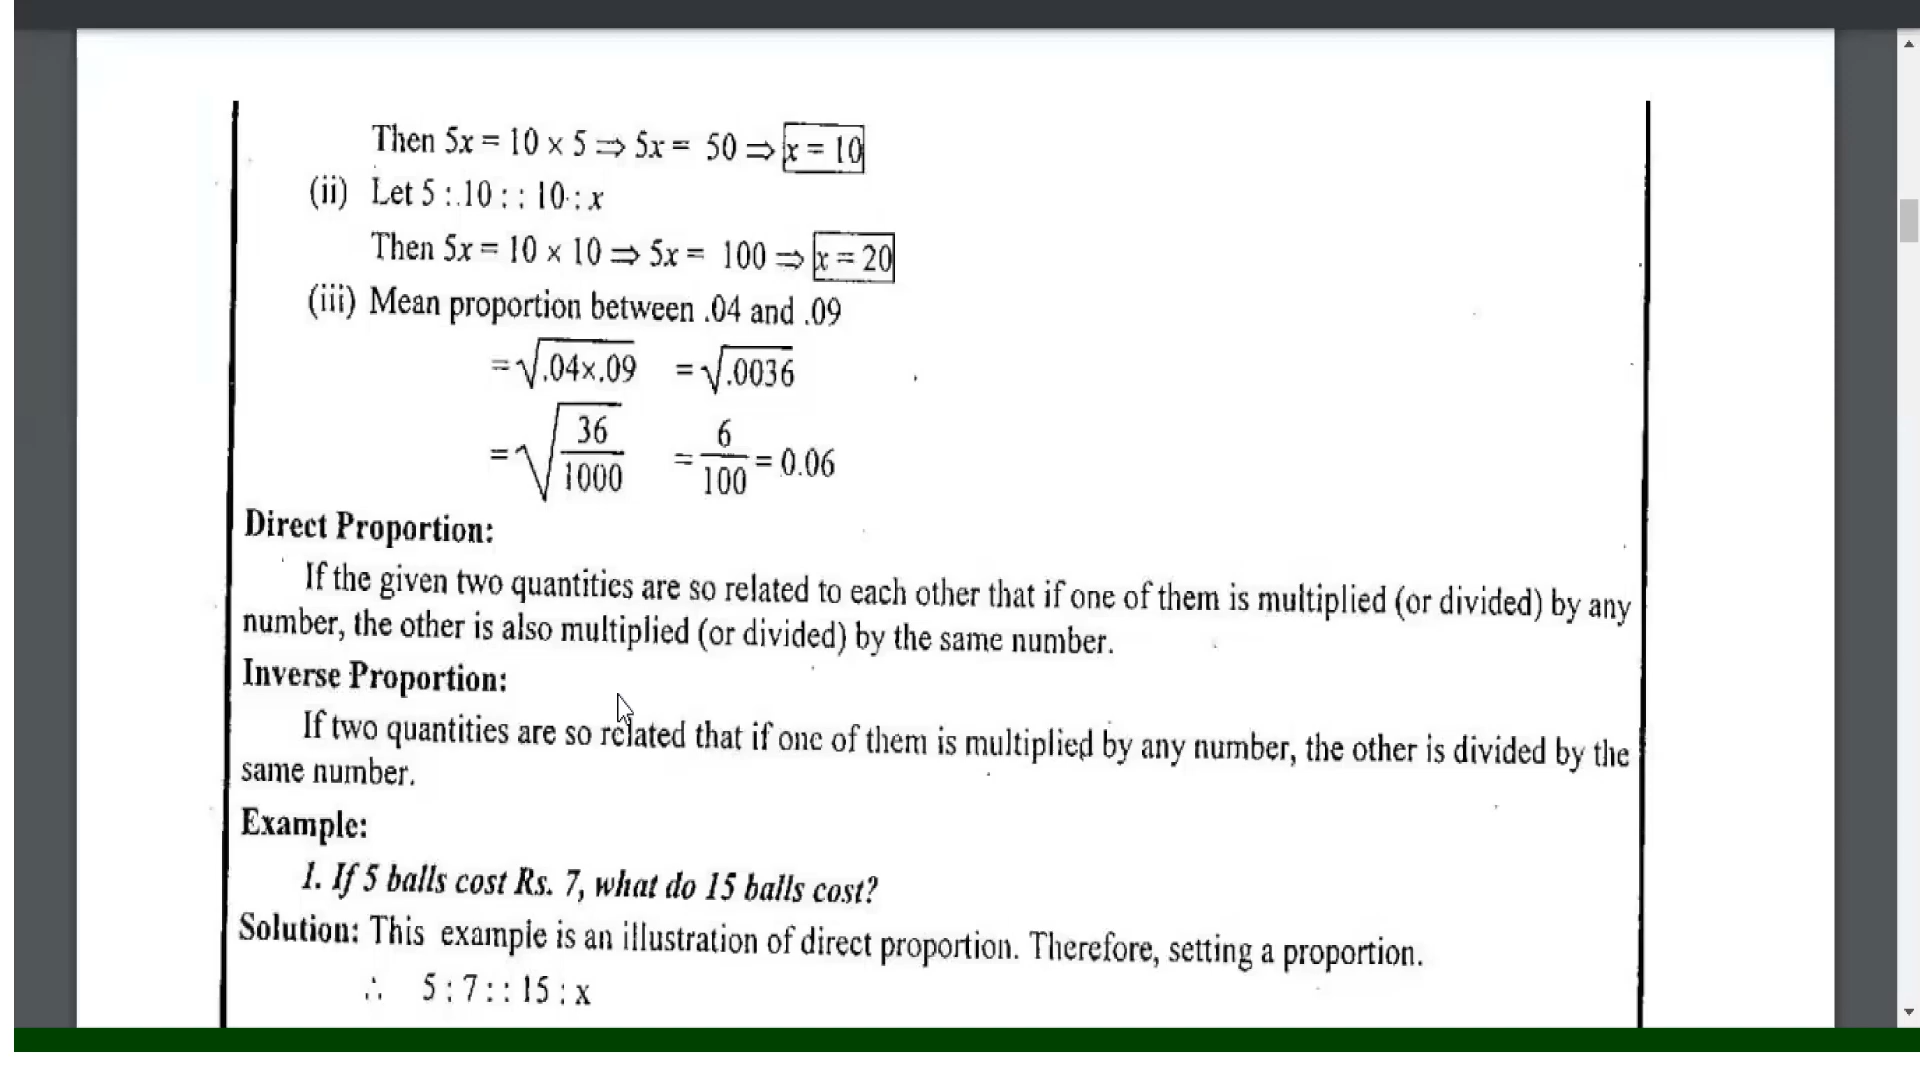 Then 5x = 10 × 5 ⇒ 5x = 50 ⇒ x = 10
(ii) Let 5 : 10 : : 10 : x
Then 5x = 10 × 10 ⇒ 5x = 100 ⇒ x = 20
(iii) Mean proportion between .04 and .09
= √.04×.09 = √.0036
= √36/1000 = 6/100 = 0.06
Direct Proportion:
If the given two quantities are so related to each other that if one of them is multiplied (or divided) by any
number, the other is also multiplied (or divided) by the same number.
Inverse Proportion:
If two quantities are so related that if one of them is multiplied by any number, the other is divided by the
same number.
Example:
1. If 5 balls cost Rs. 7, what do 15 balls cost?
Solution: This example is an illustration of direct proportion. Therefore, setting a proportion.
∴ 5 : 7 : : 15 : x